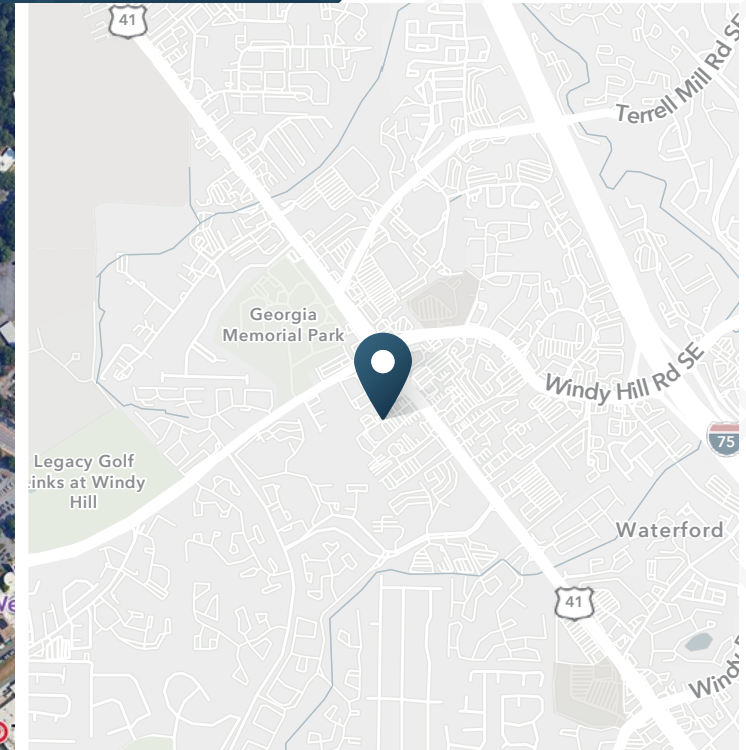 41
Terrell Mill Rd SE
Georgia
Memorial Park
Windy Hill Rd SE
75
Legacy Golf
inks at Windy
Hill
Waterford
41
Windy